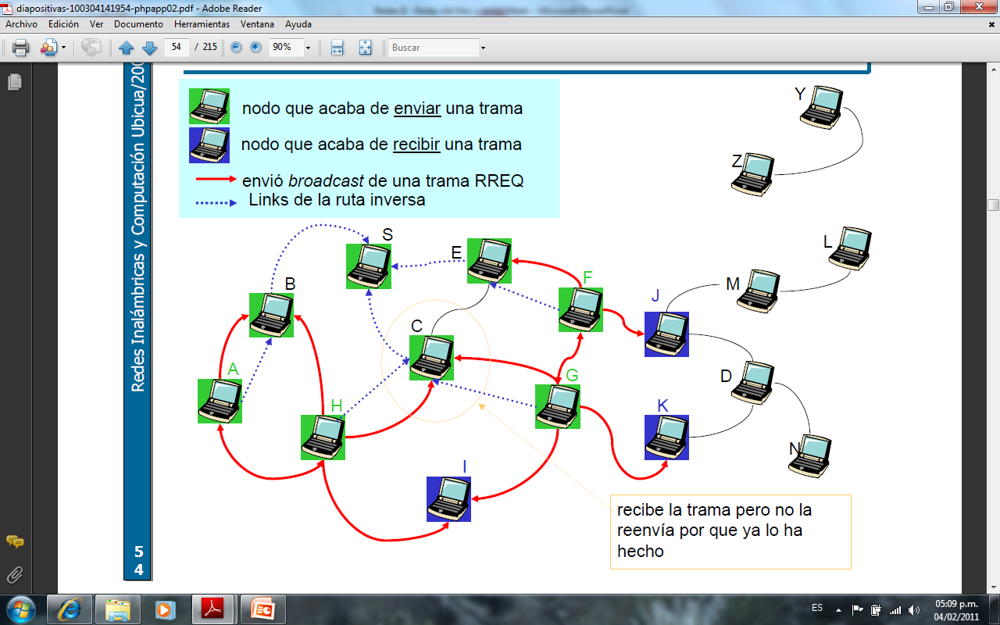 diapositivas-100304141954-phpapp02.pdf - Adobe Reader
Archivo Edición Ver Documento Herramientas Ventana Ayuda
54 / 215 90% Buscar
Redes Inalámbricas y Computación Ubicua/200
nodo que acaba de enviar una trama
nodo que acaba de recibir una trama
envió broadcast de una trama RREQ
Links de la ruta inversa
Y
Z
S
E
L
F
M
B
J
C
A
G
D
H
K
N
I
recibe la trama pero no la
reenvía por que ya lo ha
hecho
5
4
ES
05:09 p.m.
04/02/2011